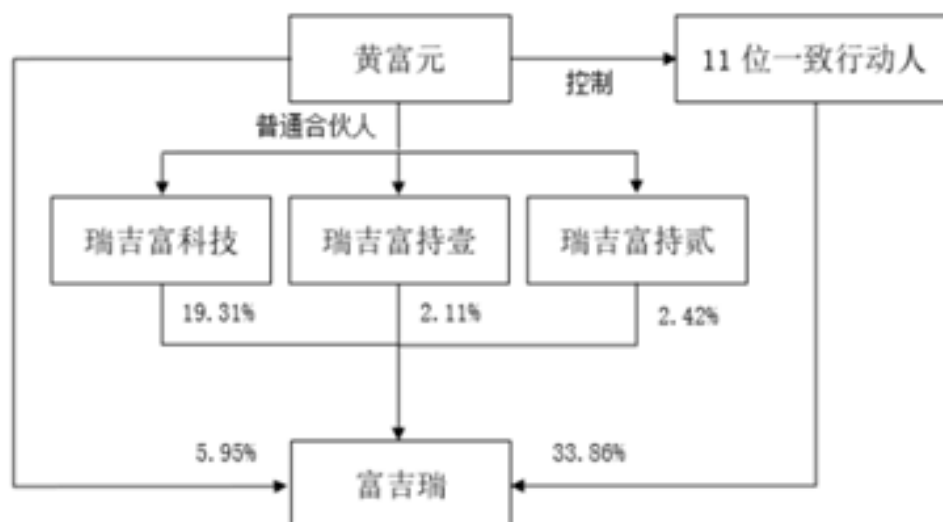 黄富元
11 位一致行动人
控制
普通合伙人
瑞吉富科技
瑞吉富持壹
瑞吉富持贰
19.31%
2.11%
2.42%
5.95%
33.86%
富吉瑞